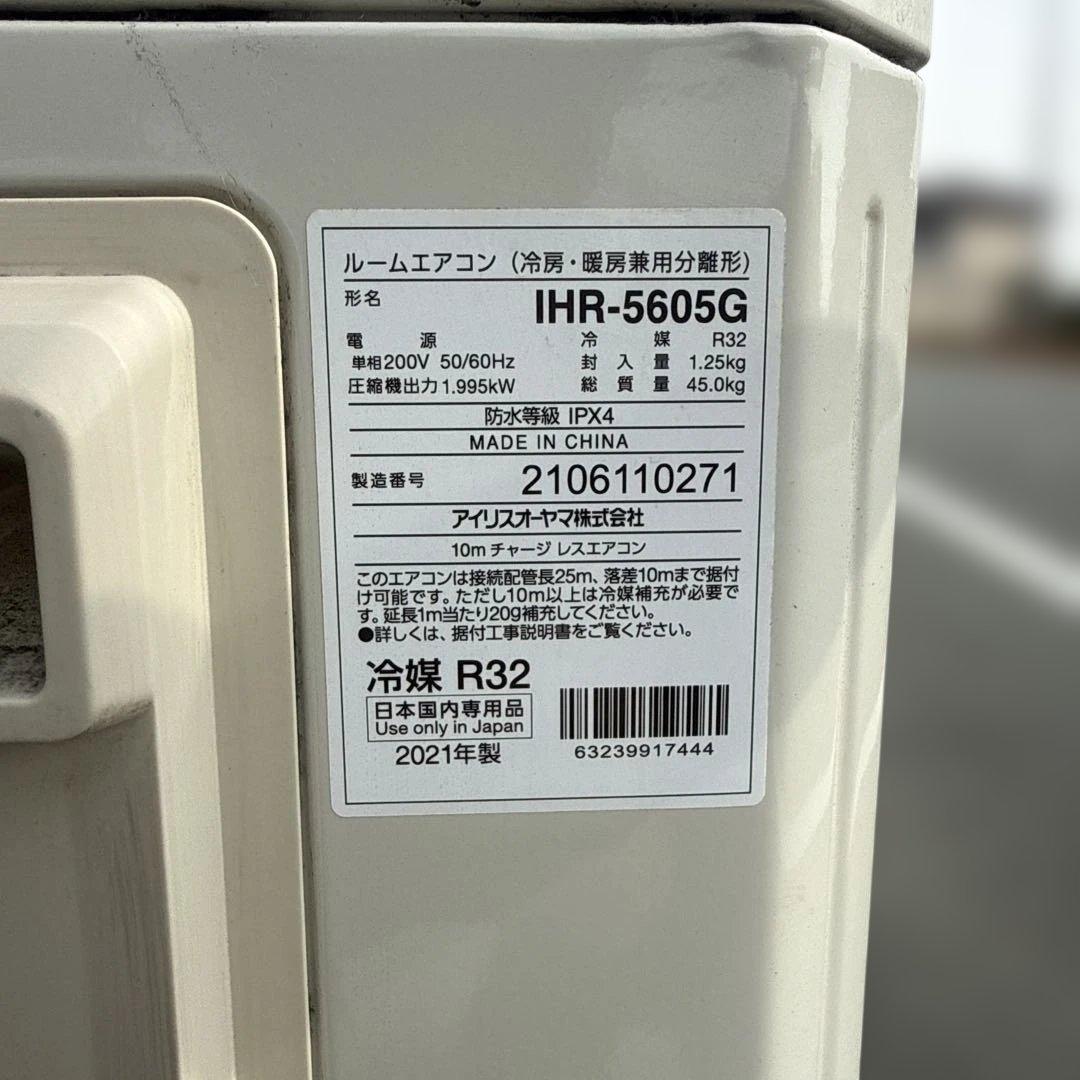 ルームエアコン（冷房・暖房兼用分離形）
形名 IHR-5605G
電源 冷媒 R32
単相200V 50/60Hz 封入量 1.25kg
圧縮機出力 1.995kW 総質量 45.0kg
防水等級 IPX4
MADE IN CHINA
製造番号 2106110271
アイリスオーヤマ株式会社
10mチャージレスエアコン
このエアコンは接続配管長25m、落差10mまで据付
け可能です。ただし10m以上は冷媒補充が必要で
す。延長1m当たり20g補充してください。
●詳しくは、据付工事説明書をご覧ください。
冷媒 R32
日本国内専用品
Use only in Japan
2021年製
63239917444